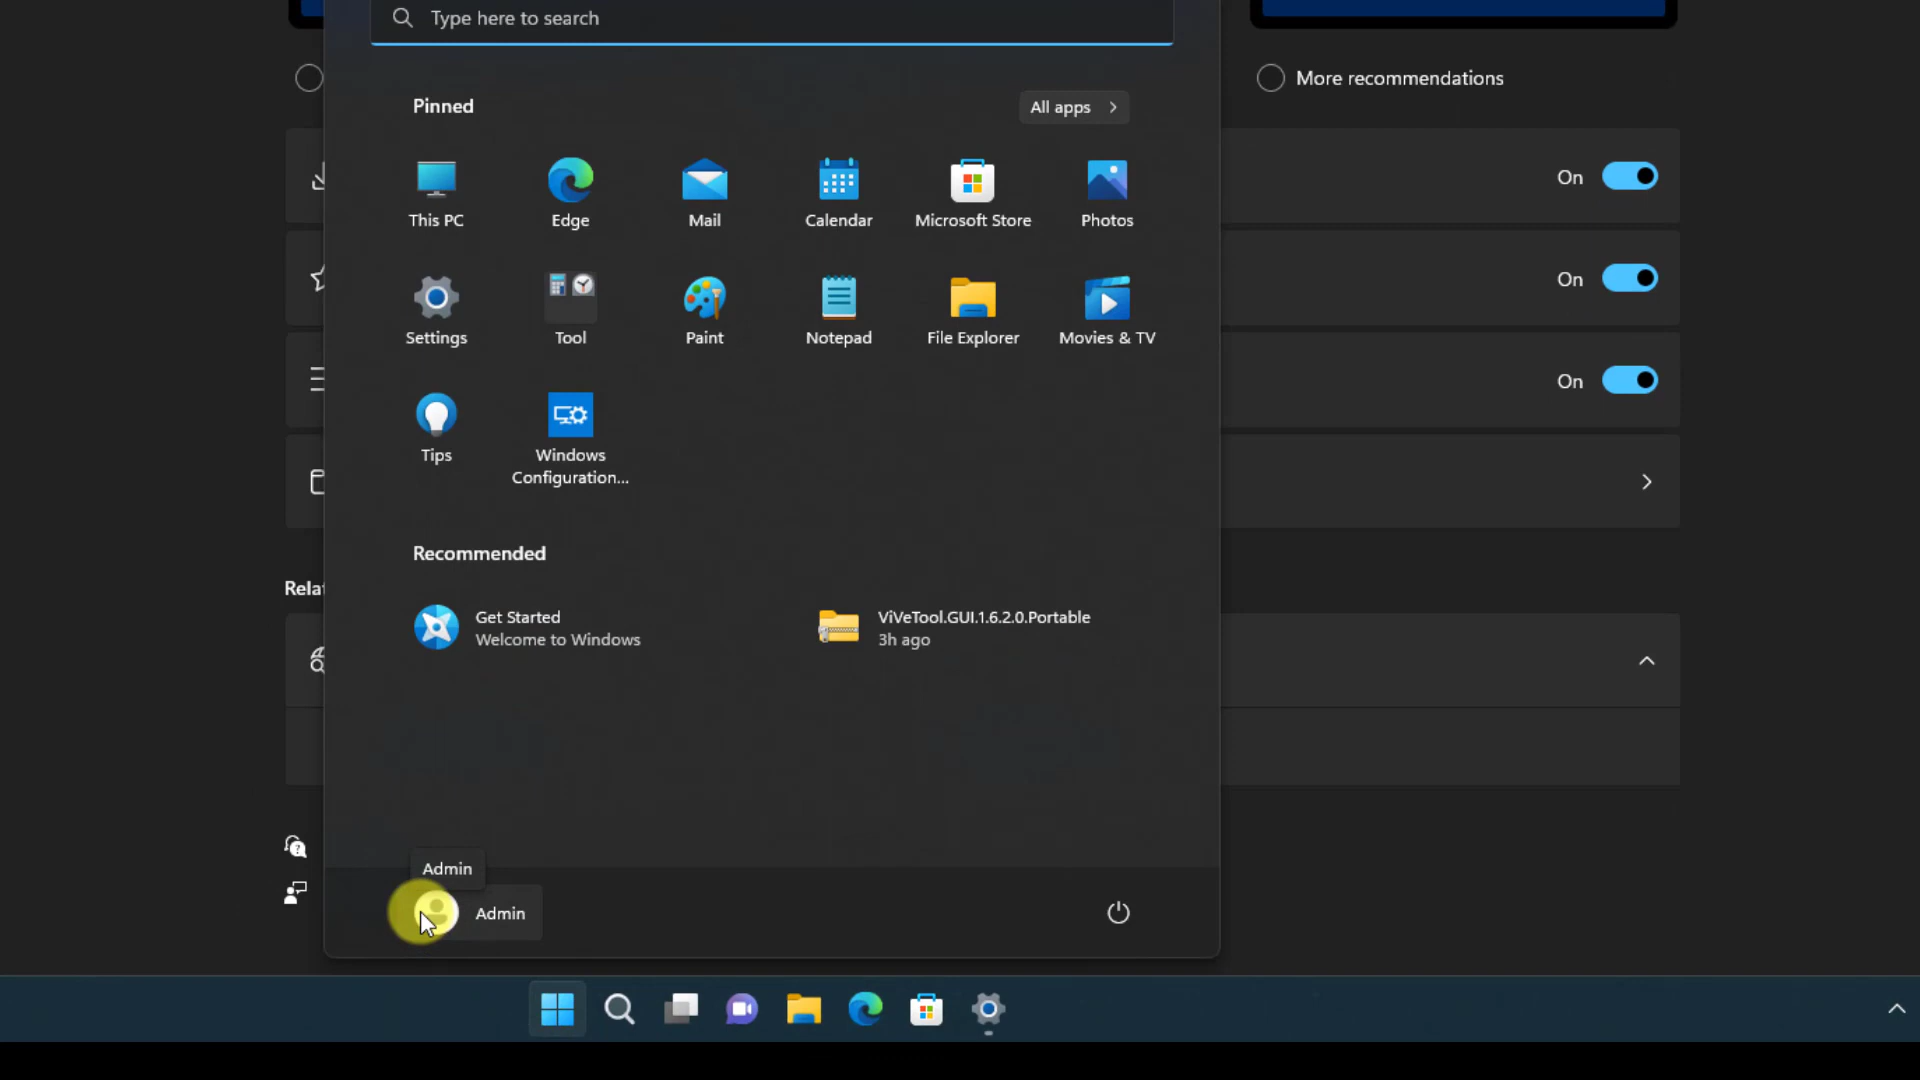 Type here to search
More recommendations
Pinned
All apps
This PC
Edge
Mail
Calendar
Microsoft Store
Photos
On
Settings
Tool
Paint
Notepad
File Explorer
Movies & TV
On
On
Tips
Windows
Configuration...
Recommended
Relat
Get Started
Welcome to Windows
ViVeTool.GUI.1.6.2.0.Portable
3h ago
Admin
Admin